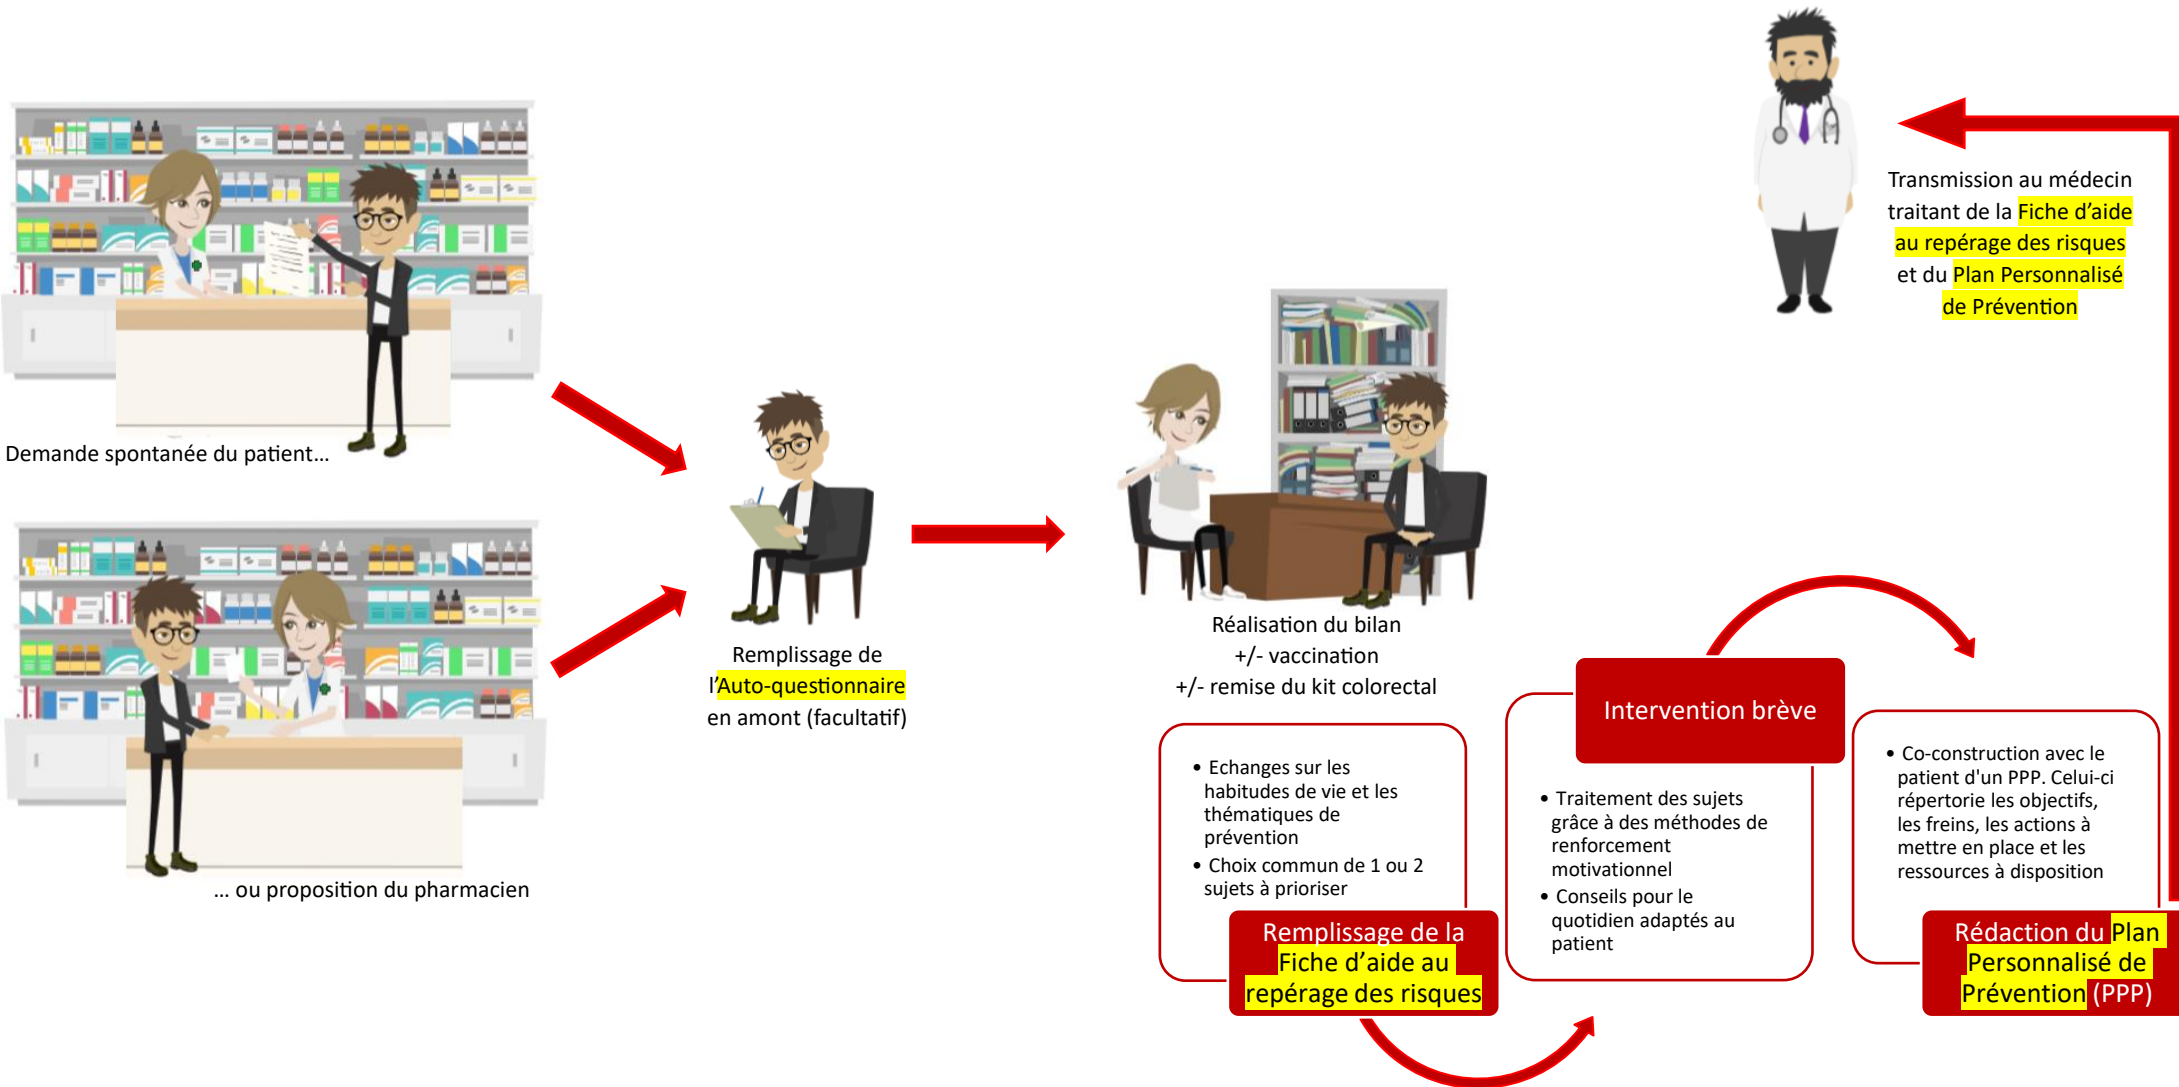 Demande spontanée du patient…
… ou proposition du pharmacien
Remplissage de
l’Auto-questionnaire
en amont (facultatif)
Réalisation du bilan
+/- vaccination
+/- remise du kit colorectal
• Echanges sur les
habitudes de vie et les
thématiques de
prévention
• Choix commun de 1 ou 2
sujets à prioriser
Remplissage de la
Fiche d’aide au
repérage des risques
Intervention brève
• Traitement des sujets
grâce à des méthodes de
renforcement
motivationnel
• Conseils pour le
quotidien adaptés au
patient
• Co-construction avec le
patient d'un PPP. Celui-ci
répertorie les objectifs,
les freins, les actions à
mettre en place et les
ressources à disposition
Rédaction du Plan
Personnalisé de
Prévention (PPP)
Transmission au médecin
traitant de la Fiche d’aide
au repérage des risques
et du Plan Personnalisé
de Prévention